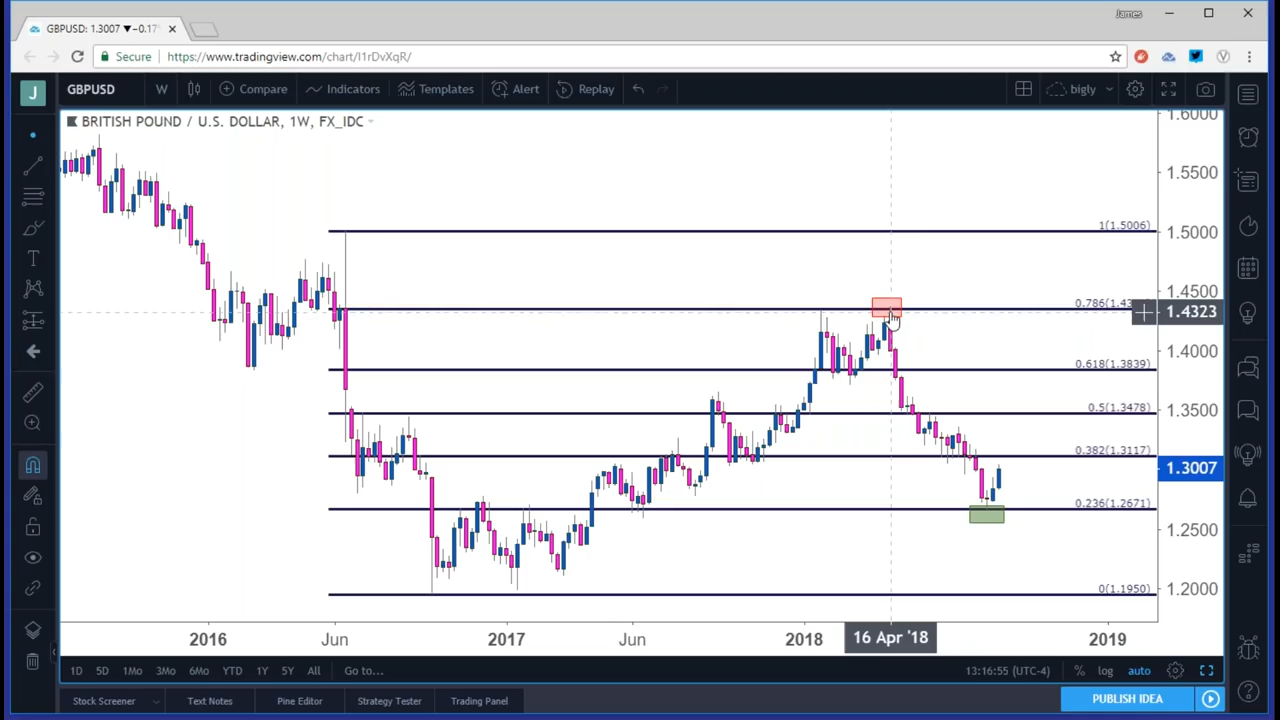 James
GBPUSD: 1.3007 ▼−0.17%
Secure https://www.tradingview.com/chart/I1rDvXqR/
J GBPUSD W Compare Indicators Templates Alert Replay bigly
BRITISH POUND / U.S. DOLLAR, 1W, FX_IDC
1.6000
1.5500
1(1.5006)
1.5000
1.4500
0.786(1.43
1.4323
1.4000
0.618(1.3839)
0.5(1.3478)
1.3500
0.382(1.3117)
1.3007
0.236(1.2671)
1.2500
0(1.1950)
1.2000
2016 Jun 2017 Jun 2018 16 Apr '18 2019
1D 5D 1Mo 3Mo 6Mo YTD 1Y 5Y All Go to... 13:16:55 (UTC-4) % log auto
Stock Screener Text Notes Pine Editor Strategy Tester Trading Panel PUBLISH IDEA